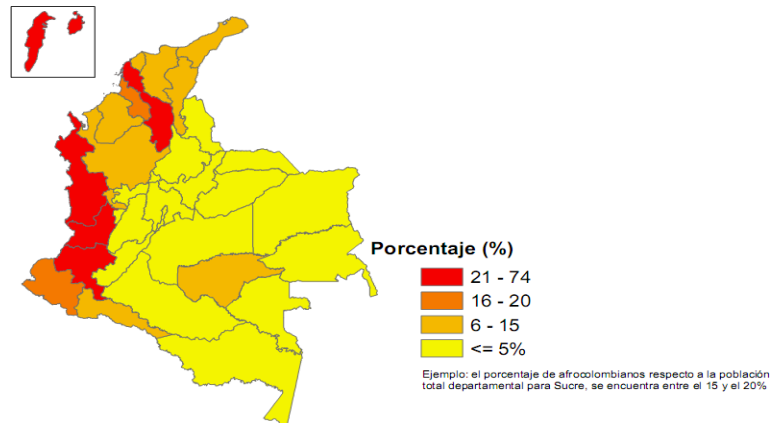 Porcentaje (%)
21 - 74
16 - 20
6 - 15
<= 5%
Ejemplo: el porcentaje de afrocolombianos respecto a la población
total departamental para Sucre, se encuentra entre el 15 y el 20%